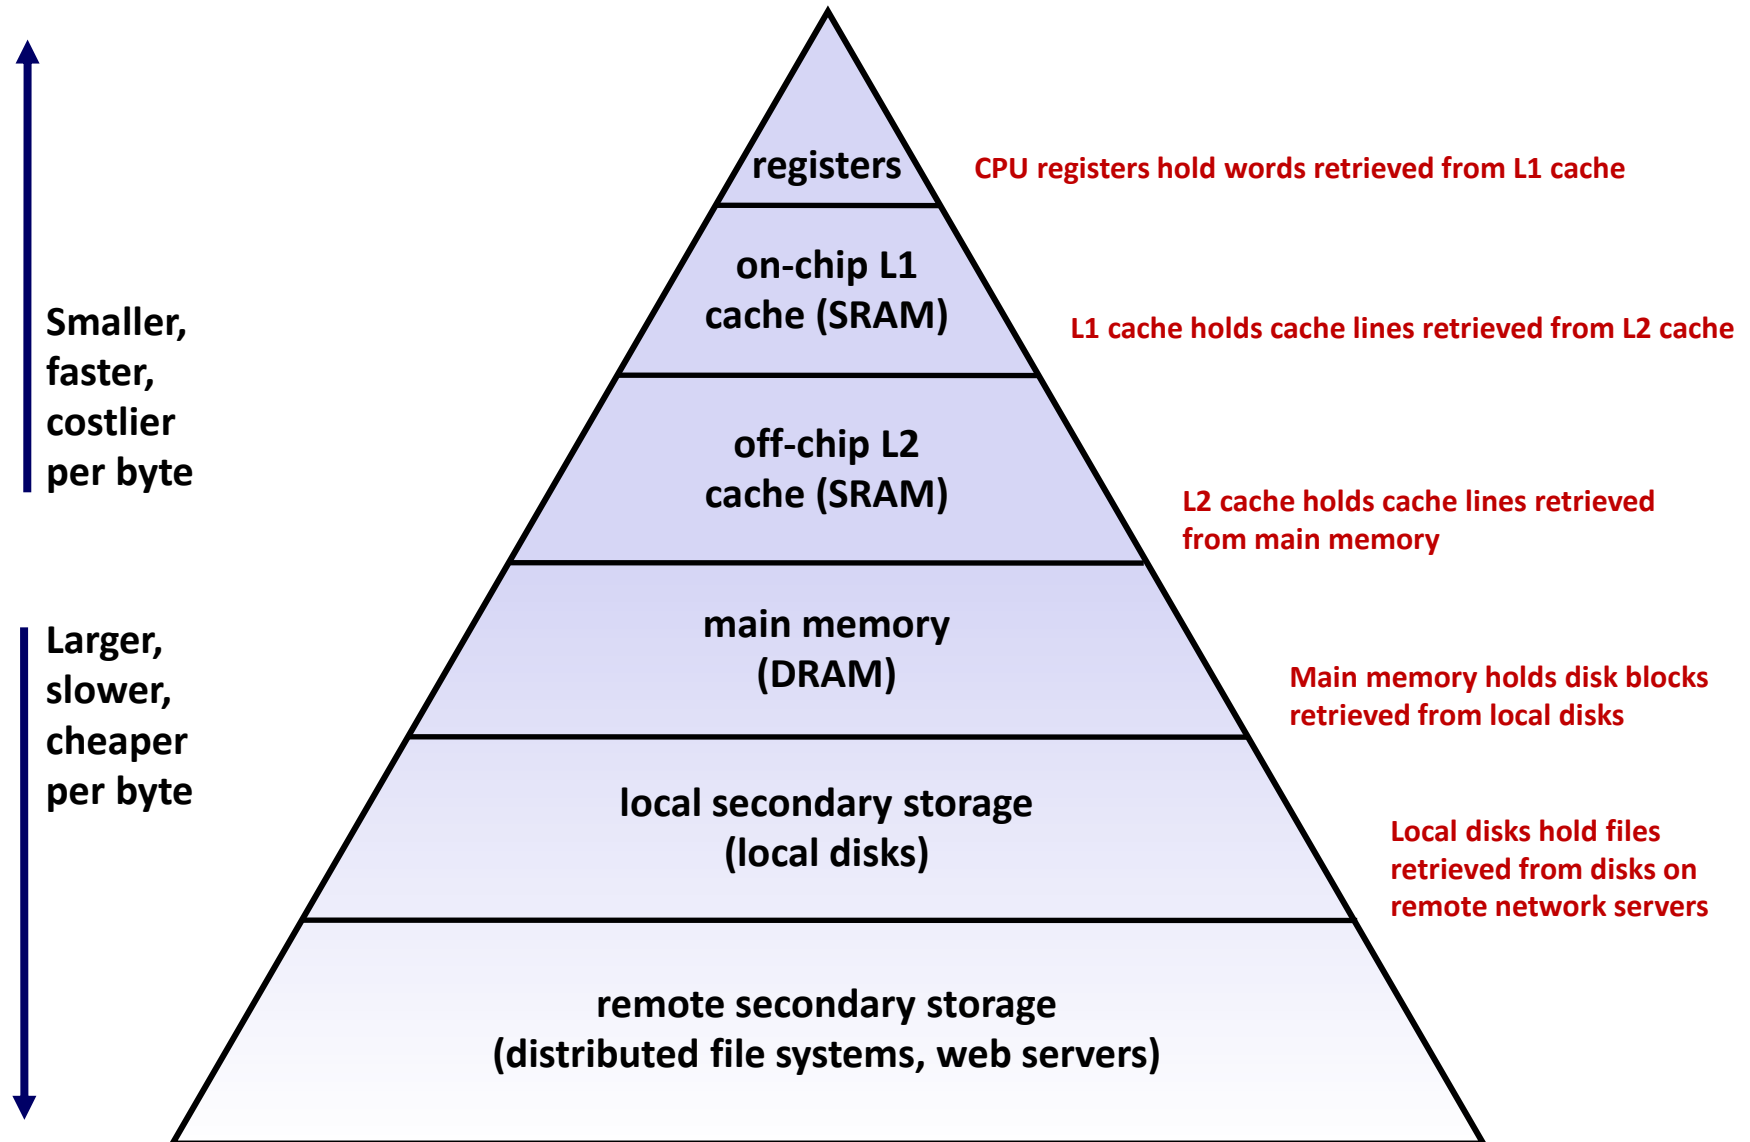 registers
CPU registers hold words retrieved from L1 cache
on-chip L1
cache (SRAM)
L1 cache holds cache lines retrieved from L2 cache
Smaller,
faster,
costlier
per byte
off-chip L2
cache (SRAM)
L2 cache holds cache lines retrieved
from main memory
Larger,
slower,
cheaper
per byte
main memory
(DRAM)
Main memory holds disk blocks
retrieved from local disks
local secondary storage
(local disks)
Local disks hold files
retrieved from disks on
remote network servers
remote secondary storage
(distributed file systems, web servers)